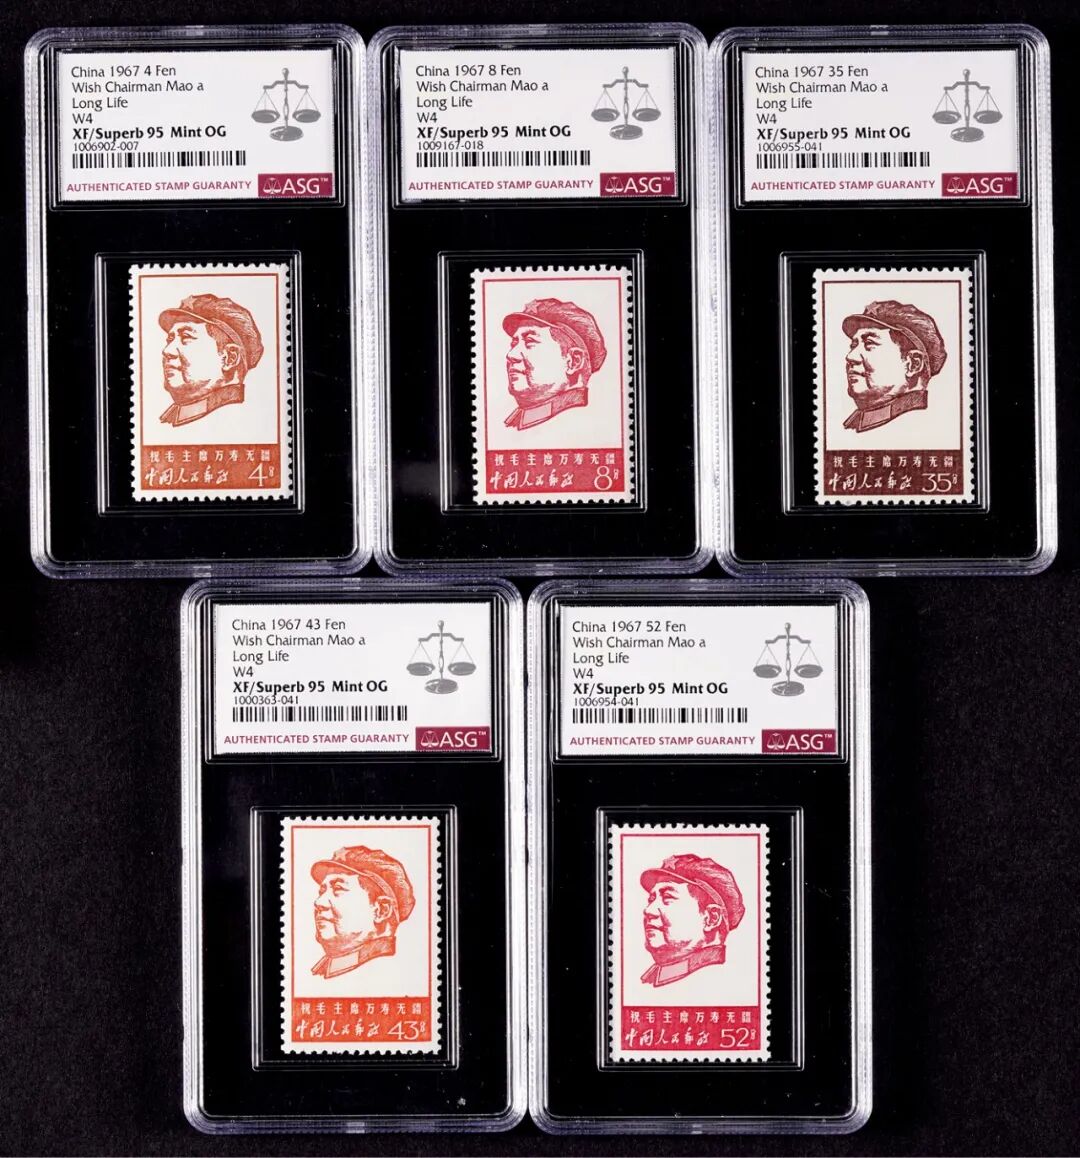 China 1967 4 Fen
Wish Chairman Mao a
Long Life
W4
XF/Superb 95 Mint OG
1006902-007
AUTHENTICATED STAMP GUARANTY ASG™
祝毛主席万寿无疆
中国人民邮政 4分
China 1967 8 Fen
Wish Chairman Mao a
Long Life
W4
XF/Superb 95 Mint OG
1009167-018
AUTHENTICATED STAMP GUARANTY ASG™
祝毛主席万寿无疆
中国人民邮政 8分
China 1967 35 Fen
Wish Chairman Mao a
Long Life
W4
XF/Superb 95 Mint OG
1006955-041
AUTHENTICATED STAMP GUARANTY ASG™
祝毛主席万寿无疆
中国人民邮政 35分
China 1967 43 Fen
Wish Chairman Mao a
Long Life
W4
XF/Superb 95 Mint OG
1000363-041
AUTHENTICATED STAMP GUARANTY ASG™
祝毛主席万寿无疆
中国人民邮政 43分
China 1967 52 Fen
Wish Chairman Mao a
Long Life
W4
XF/Superb 95 Mint OG
1006954-041
AUTHENTICATED STAMP GUARANTY ASG™
祝毛主席万寿无疆
中国人民邮政 52分